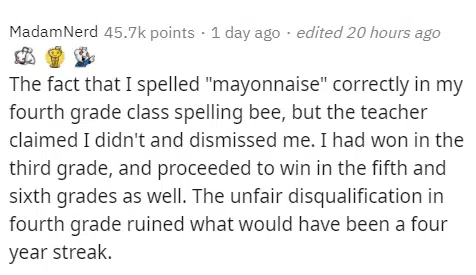 MadamNerd 45.7k points · 1 day ago · edited 20 hours ago
The fact that I spelled "mayonnaise" correctly in my
fourth grade class spelling bee, but the teacher
claimed I didn't and dismissed me. I had won in the
third grade, and proceeded to win in the fifth and
sixth grades as well. The unfair disqualification in
fourth grade ruined what would have been a four
year streak.